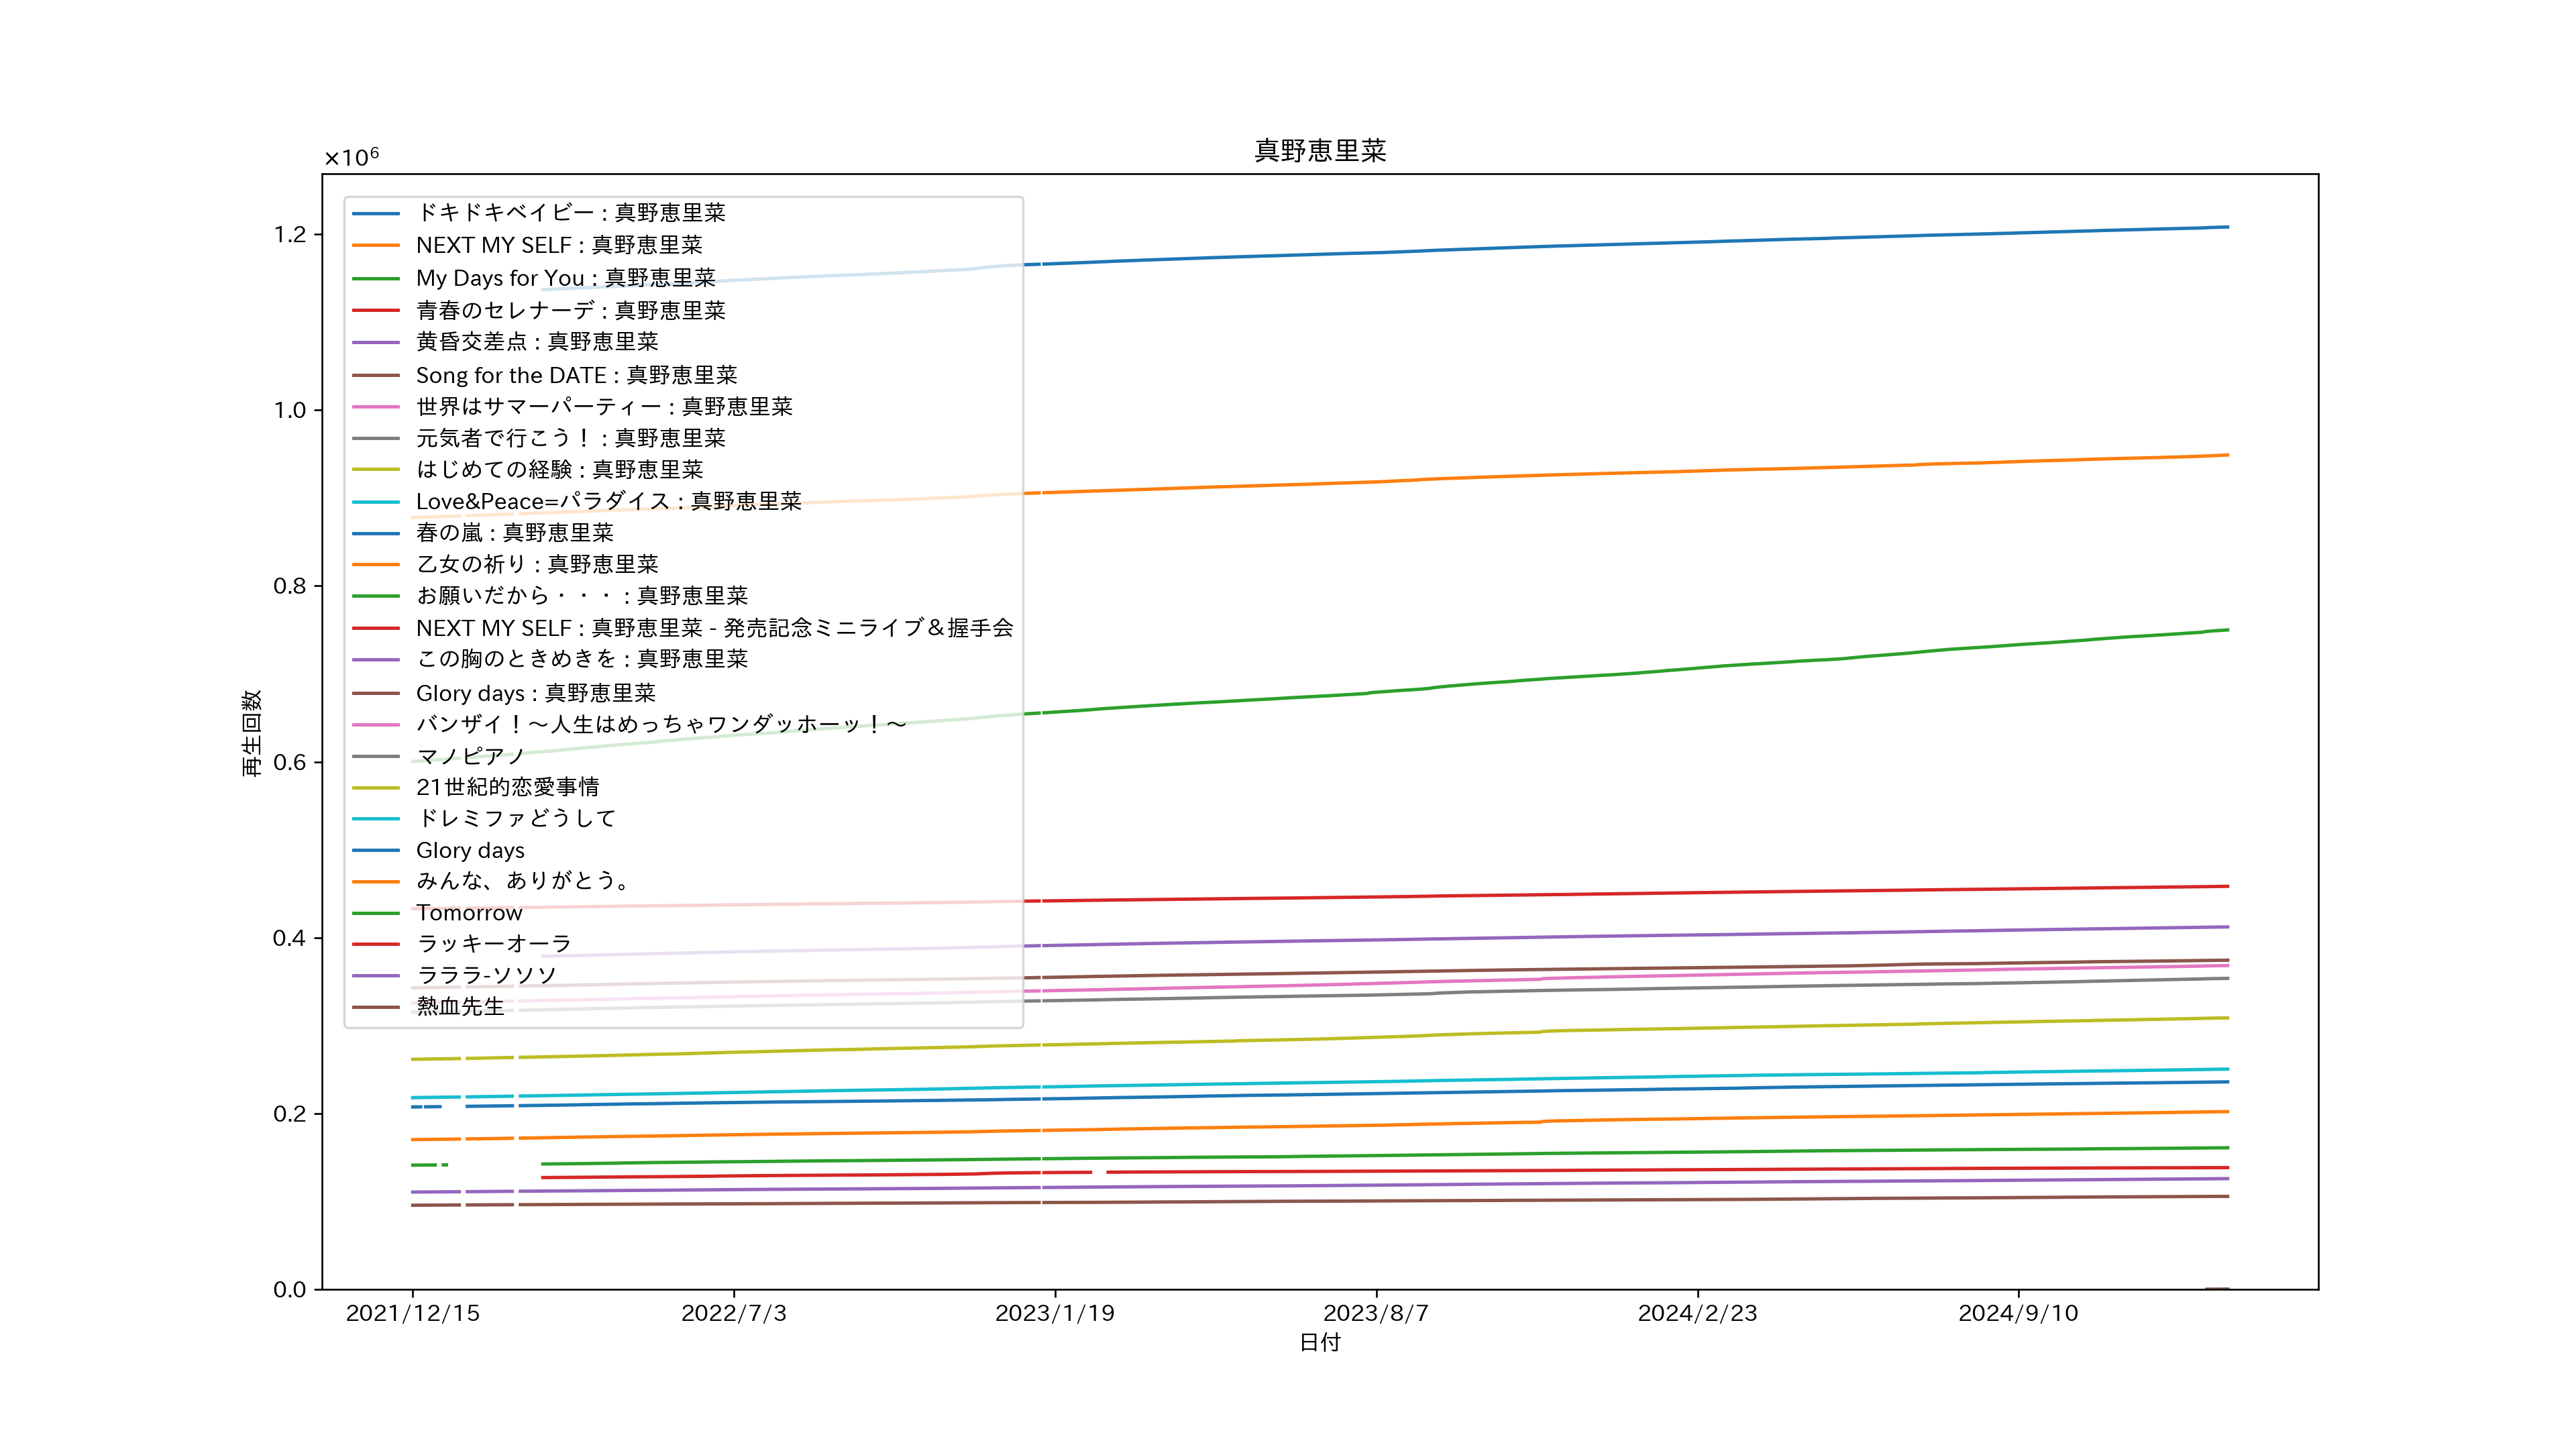 真野恵里菜
×10⁶
1.2
1.0
0.8
0.6
0.4
0.2
0.0
再生回数
ドキドキベイビー : 真野恵里菜
NEXT MY SELF : 真野恵里菜
My Days for You : 真野恵里菜
青春のセレナーデ : 真野恵里菜
黄昏交差点 : 真野恵里菜
Song for the DATE : 真野恵里菜
世界はサマーパーティー : 真野恵里菜
元気者で行こう！ : 真野恵里菜
はじめての経験 : 真野恵里菜
Love&Peace=パラダイス : 真野恵里菜
春の嵐 : 真野恵里菜
乙女の祈り : 真野恵里菜
お願いだから・・・ : 真野恵里菜
NEXT MY SELF : 真野恵里菜 - 発売記念ミニライブ＆握手会
この胸のときめきを : 真野恵里菜
Glory days : 真野恵里菜
バンザイ！〜人生はめっちゃワンダッホーッ！〜
マノピアノ
21世紀的恋愛事情
ドレミファどうして
Glory days
みんな、ありがとう。
Tomorrow
ラッキーオーラ
ラララ-ソソソ
熱血先生
2021/12/15
2022/7/3
2023/1/19
2023/8/7
2024/2/23
2024/9/10
日付